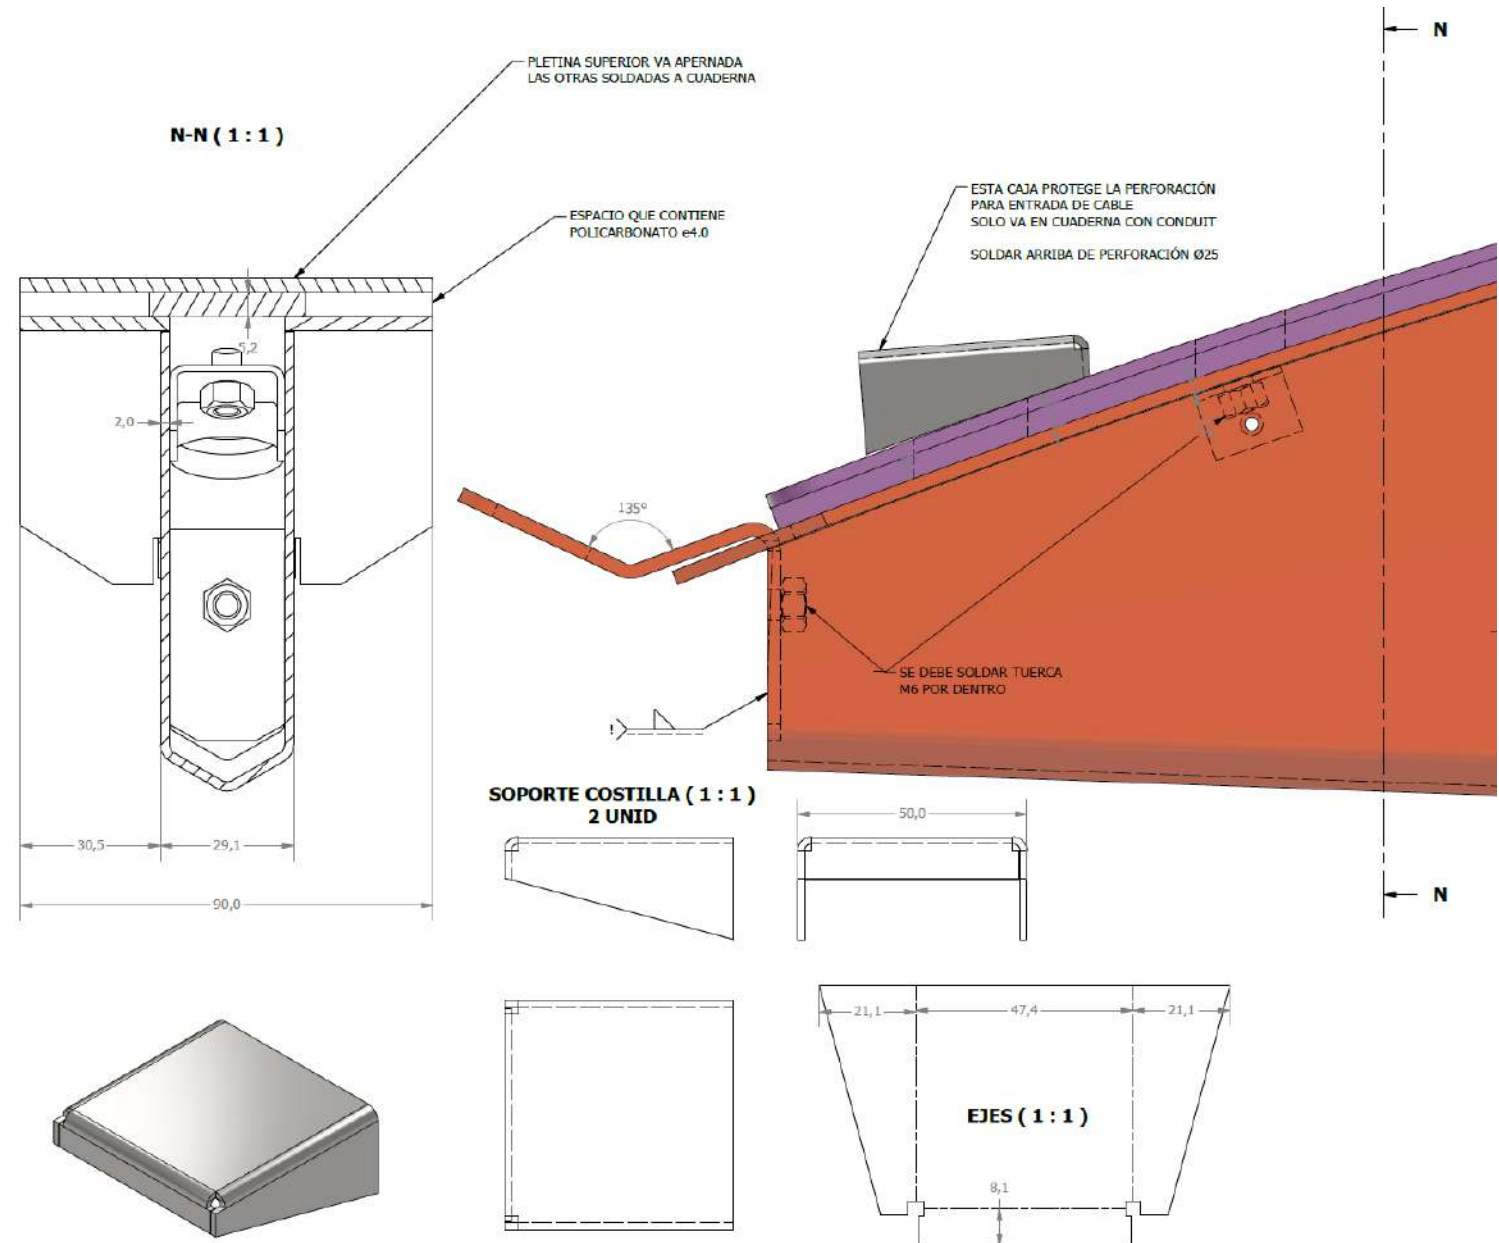 N
PLETINA SUPERIOR VA APERNADA
LAS OTRAS SOLDADAS A CUADERNA
N-N ( 1 : 1 )
ESTA CAJA PROTEGE LA PERFORACIÓN
PARA ENTRADA DE CABLE
SOLO VA EN CUADERNA CON CONDUIT
SOLDAR ARRIBA DE PERFORACIÓN Ø25
ESPACIO QUE CONTIENE
POLICARBONATO e4.0
5,2
2,0
135°
SE DEBE SOLDAR TUERCA
M6 POR DENTRO
!
SOPORTE COSTILLA ( 1 : 1 )
2 UNID
50,0
30,5
29,1
90,0
N
21,1
47,4
21,1
EJES ( 1 : 1 )
8,1